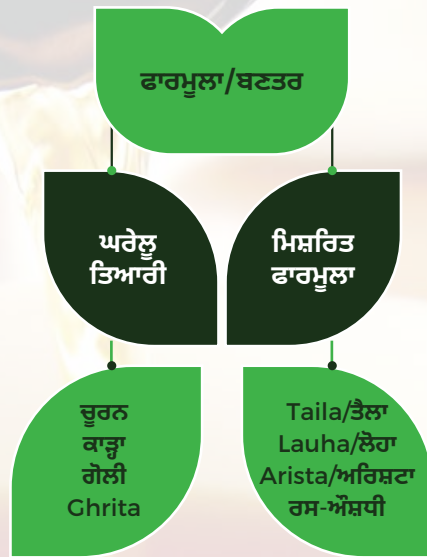 ਫਾਰਮੂਲਾ/ਬਣਤਰ
ਘਰੇਲੂ
ਤਿਆਰੀ
ਮਿਸ਼ਰਿਤ
ਫਾਰਮੂਲਾ
ਚੂਰਨ
ਕਾੜ੍ਹਾ
ਗੋਲੀ
Ghrita
Taila/ਤੈਲਾ
Lauha/ਲੋਹਾ
Arista/ਅਰਿਸ਼ਟਾ
ਰਸ-ਔਸ਼ਧੀ